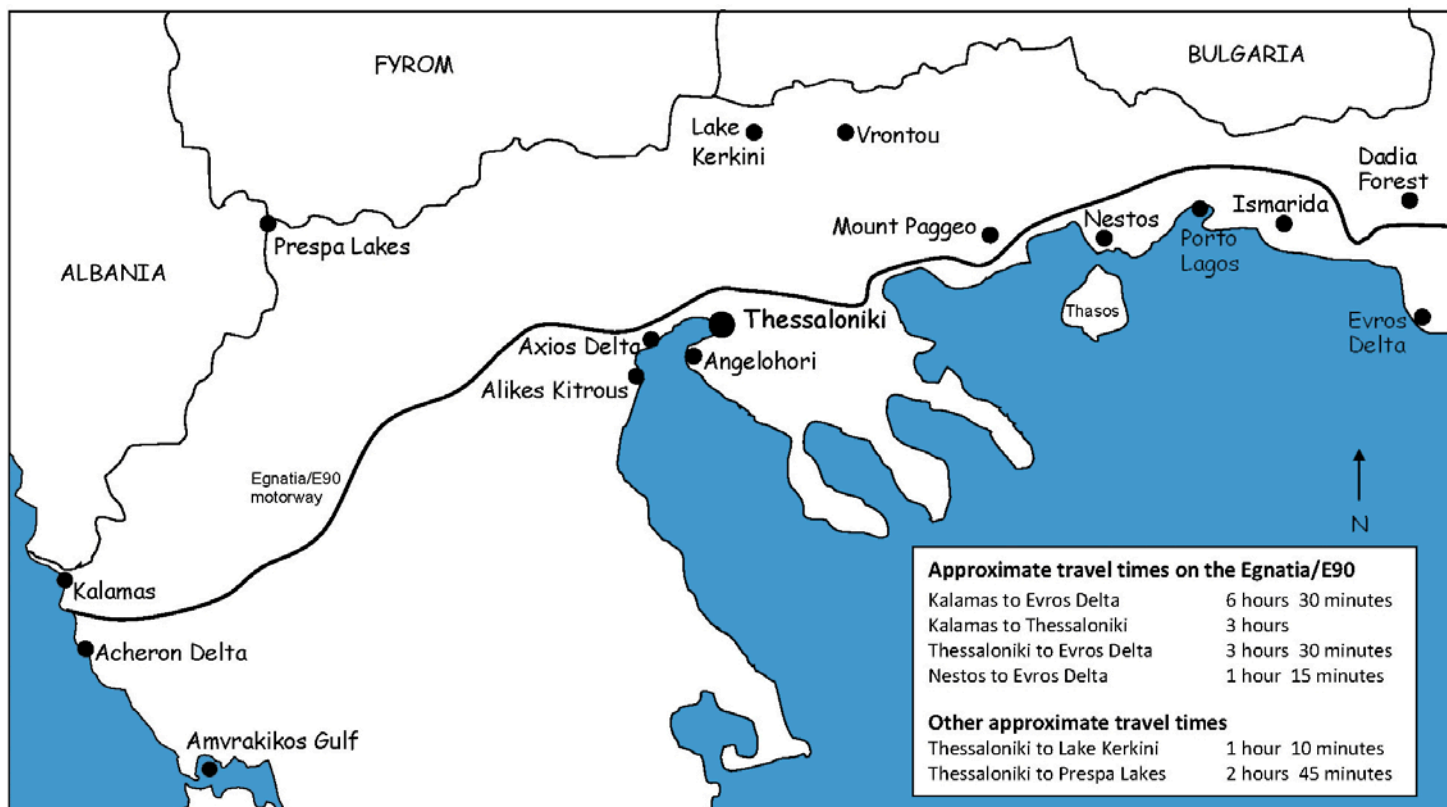 FYROM
BULGARIA
Lake
Kerkini
Vrontou
Dadia
Forest
Prespa Lakes
Mount Paggeo
Nestos
Ismarida
Porto
Lagos
ALBANIA
Thasos
Thessaloniki
Axios Delta
Evros
Delta
Angelohori
Alikes Kitrous
Egnatia/E90
motorway
N
Kalamas
Acheron Delta
Amvrakikos Gulf
Approximate travel times on the Egnatia/E90
Kalamas to Evros Delta 6 hours 30 minutes
Kalamas to Thessaloniki 3 hours
Thessaloniki to Evros Delta 3 hours 30 minutes
Nestos to Evros Delta 1 hour 15 minutes
Other approximate travel times
Thessaloniki to Lake Kerkini 1 hour 10 minutes
Thessaloniki to Prespa Lakes 2 hours 45 minutes